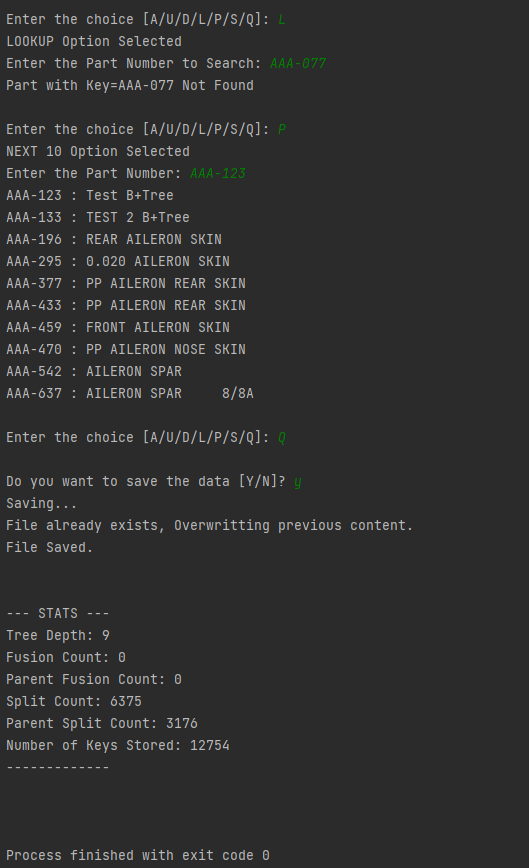 Enter the choice [A/U/D/L/P/S/Q]: L
LOOKUP Option Selected
Enter the Part Number to Search: AAA-077
Part with Key=AAA-077 Not Found
Enter the choice [A/U/D/L/P/S/Q]: P
NEXT 10 Option Selected
Enter the Part Number: AAA-123
AAA-123 : Test B+Tree
AAA-133 : TEST 2 B+Tree
AAA-196 : REAR AILERON SKIN
AAA-295 : 0.020 AILERON SKIN
AAA-377 : PP AILERON REAR SKIN
AAA-433 : PP AILERON REAR SKIN
AAA-459 : FRONT AILERON SKIN
AAA-470 : PP AILERON NOSE SKIN
AAA-542 : AILERON SPAR
AAA-637 : AILERON SPAR     8/8A
Enter the choice [A/U/D/L/P/S/Q]: Q
Do you want to save the data [Y/N]? y
Saving...
File already exists, Overwritting previous content.
File Saved.
--- STATS ---
Tree Depth: 9
Fusion Count: 0
Parent Fusion Count: 0
Split Count: 6375
Parent Split Count: 3176
Number of Keys Stored: 12754
-------------
Process finished with exit code 0